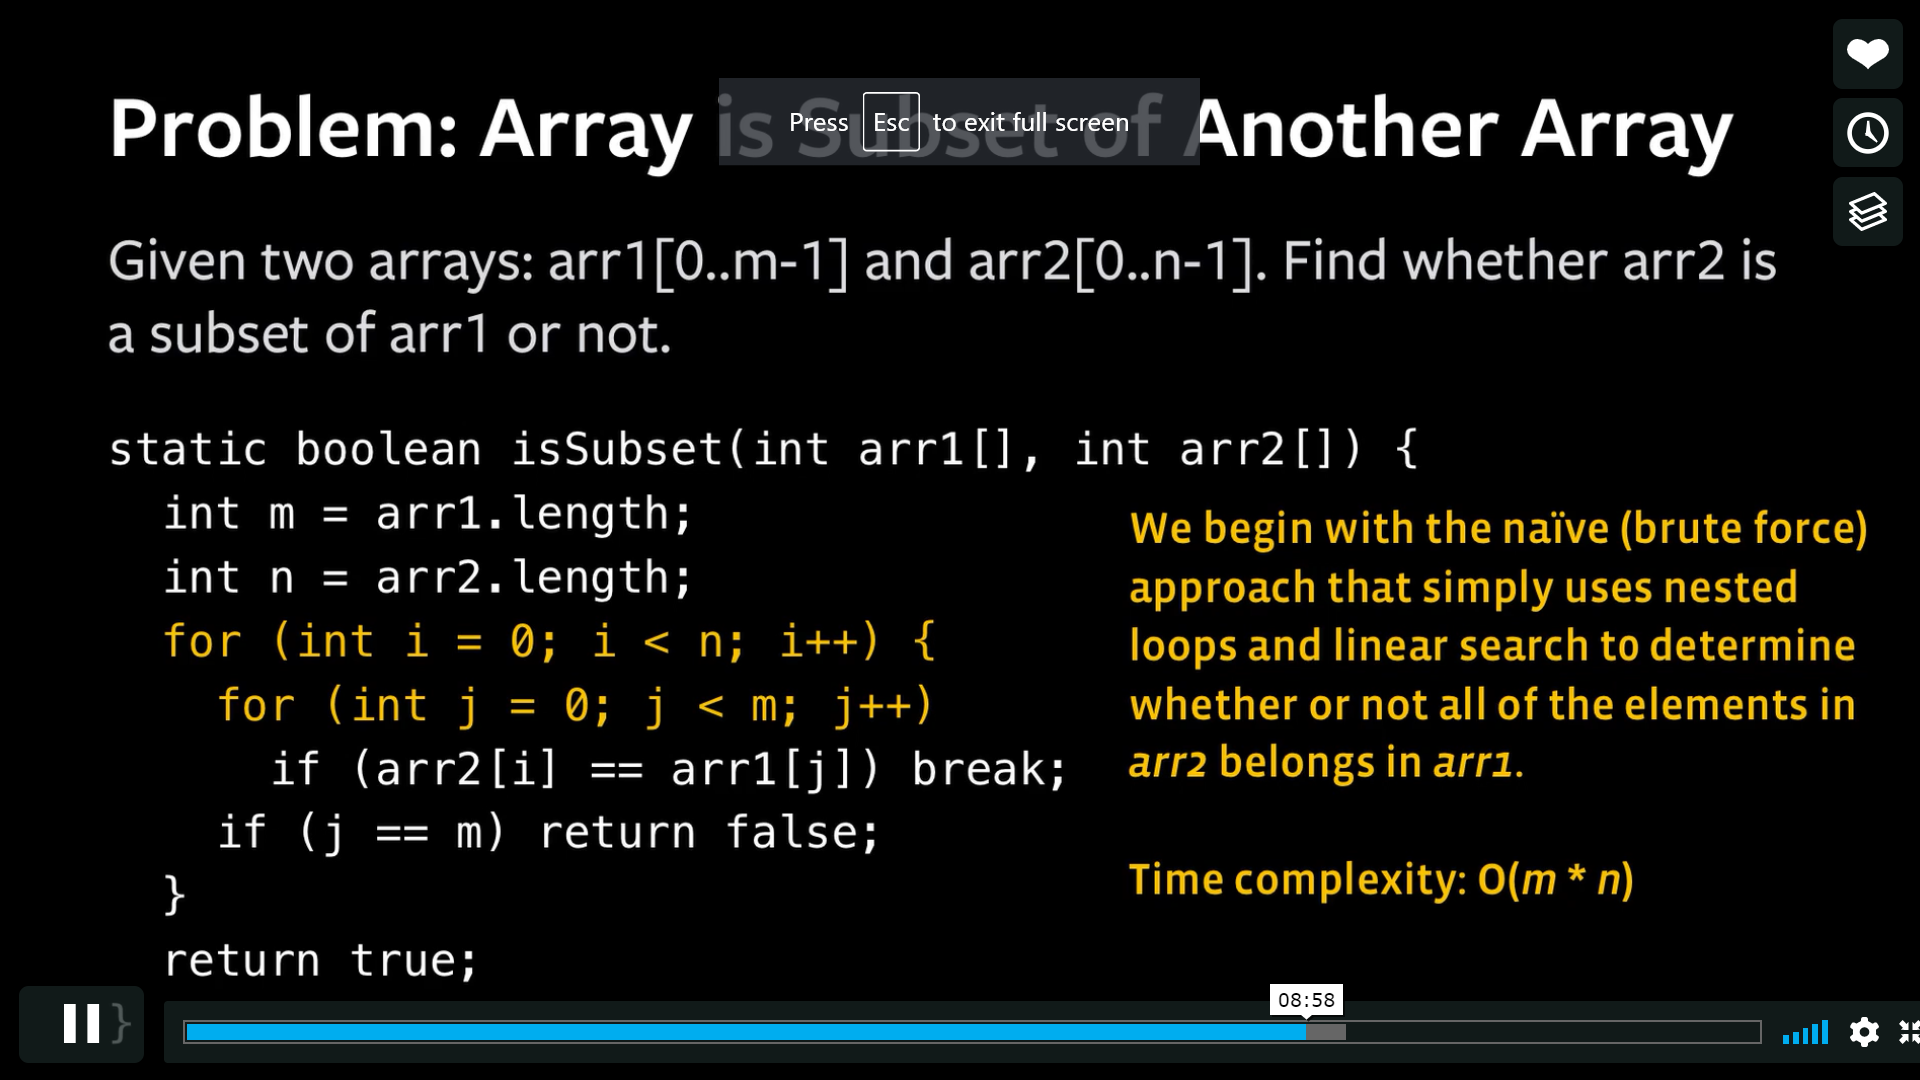 Problem: Array is Subset of Another Array
Press Esc to exit full screen
Given two arrays: arr1[0..m-1] and arr2[0..n-1]. Find whether arr2 is
a subset of arr1 or not.
static boolean isSubset(int arr1[], int arr2[]) {
int m = arr1.length;
int n = arr2.length;
for (int i = 0; i < n; i++) {
for (int j = 0; j < m; j++)
if (arr2[i] == arr1[j]) break;
if (j == m) return false;
}
return true;
}
We begin with the naïve (brute force)
approach that simply uses nested
loops and linear search to determine
whether or not all of the elements in
arr2 belongs in arr1.
Time complexity: O(m * n)
08:58